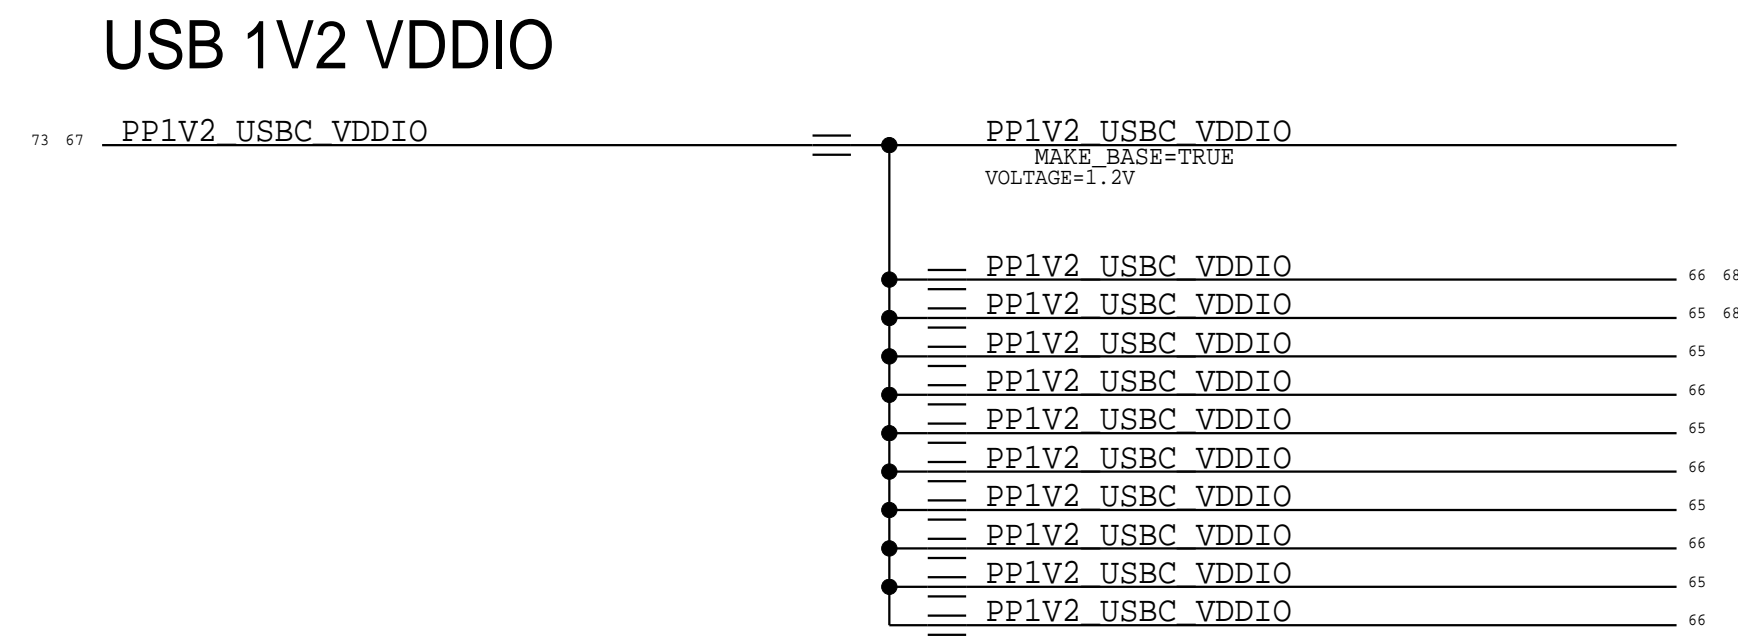 USB 1V2 VDDIO
73 67 PP1V2_USBC_VDDIO PP1V2_USBC_VDDIO
MAKE_BASE=TRUE
VOLTAGE=1.2V
PP1V2_USBC_VDDIO 66 68
PP1V2_USBC_VDDIO 65 68
PP1V2_USBC_VDDIO 65
PP1V2_USBC_VDDIO 66
PP1V2_USBC_VDDIO 65
PP1V2_USBC_VDDIO 66
PP1V2_USBC_VDDIO 65
PP1V2_USBC_VDDIO 66
PP1V2_USBC_VDDIO 65
PP1V2_USBC_VDDIO 66